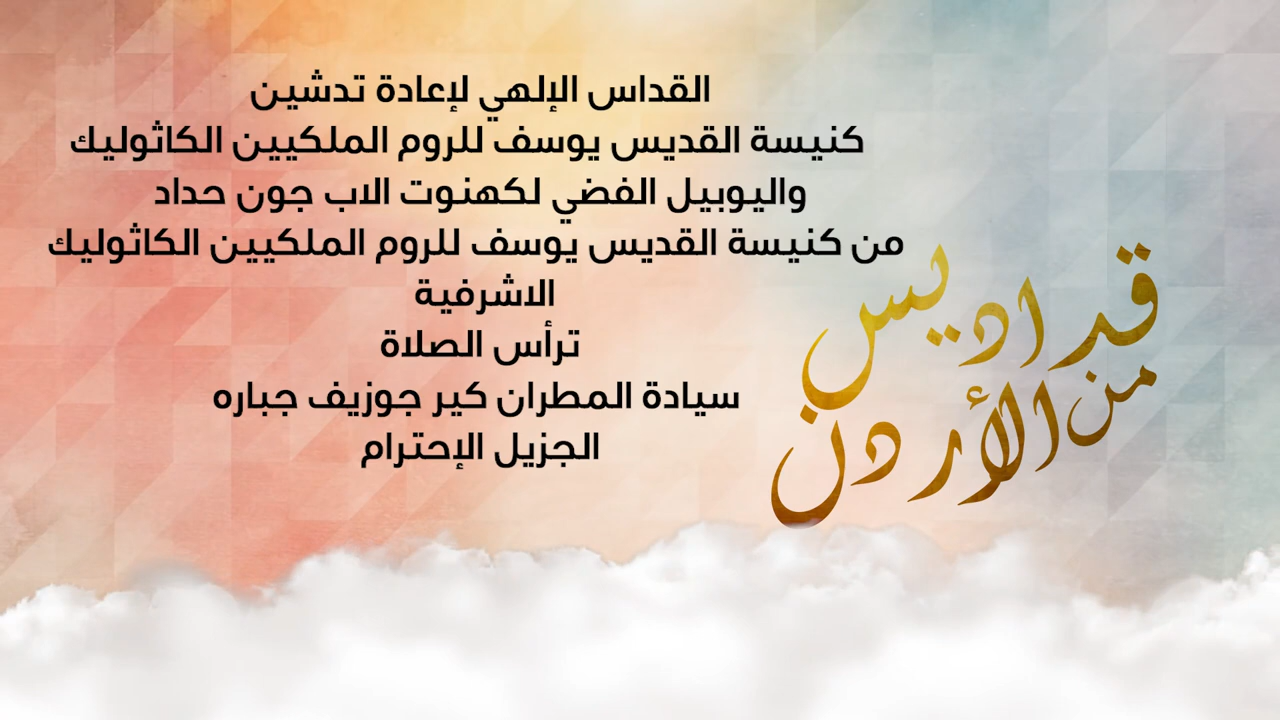 القداس الإلهي لإعادة تدشين
كنيسة القديس يوسف للروم الملكيين الكاثوليك
واليوبيل الفضي لكهنوت الاب جون حداد
من كنيسة القديس يوسف للروم الملكيين الكاثوليك
الاشرفية
ترأس الصلاة
سيادة المطران كير جوزيف جباره
الجزيل الإحترام
قداديس
من الأردن